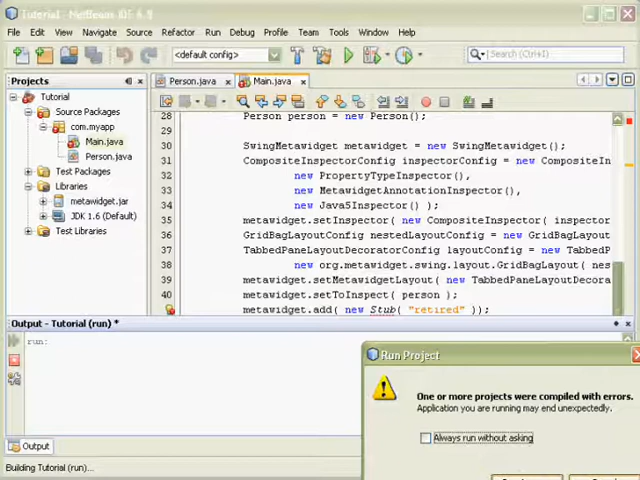 Tutorial - NetBeans IDE 6.8
File Edit View Navigate Source Refactor Run Debug Profile Team Tools Window Help
<default config>
Search (Ctrl+I)
Projects
Person.java
Main.java
Tutorial
Source Packages
com.myapp
Main.java
Person.java
Test Packages
Libraries
metawidget.jar
JDK 1.6 (Default)
Test Libraries
28 Person person = new Person();
29
30 SwingMetawidget metawidget = new SwingMetawidget();
31 CompositeInspectorConfig inspectorConfig = new CompositeIn
32 new PropertyTypeInspector(),
33 new MetawidgetAnnotationInspector(),
34 new Java5Inspector() );
35 metawidget.setInspector( new CompositeInspector( inspector
36 GridBagLayoutConfig nestedLayoutConfig = new GridBagLayout
37 TabbedPaneLayoutDecoratorConfig layoutConfig = new TabbedP
38 new org.metawidget.swing.layout.GridBagLayout( nes
39 metawidget.setMetawidgetLayout( new TabbedPaneLayoutDecora
40 metawidget.setToInspect( person );
metawidget.add( new Stub( "retired" ));
Output - Tutorial (run) *
run:
Run Project
One or more projects were compiled with errors.
Application you are running may end unexpectedly.
Always run without asking
Output
Building Tutorial (run)...